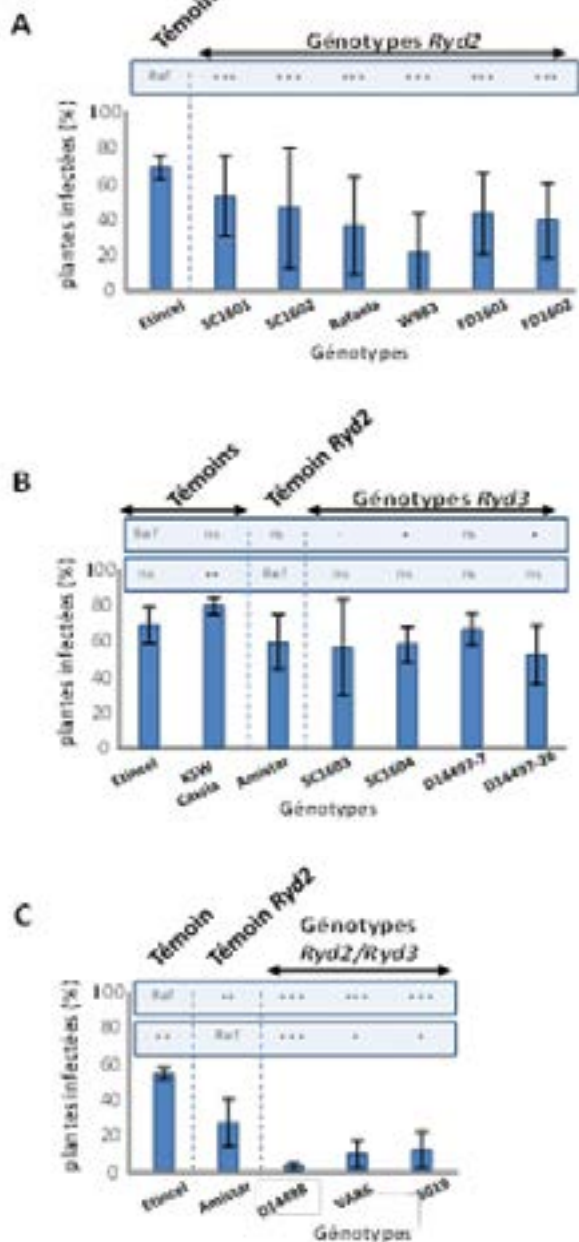 A
Témoin
Génotypes Ryd2
Ref *** *** *** *** *** ***
plantes infectées (%)
100
80
60
40
20
0
Etincel SC1601 SC1602 Rafaela W983 FD1601 FD1602
Génotypes
B
Témoins
Témoin Ryd2
Génotypes Ryd3
Ref ns ns . * ns *
ns ** Ref ns ns ns ns
plantes infectées (%)
100
80
60
40
20
0
Etincel KSW Amistar SC1603 SC1604 D14497-7 D14497-26
Génotypes
C
Témoin
Témoin Ryd2
Génotypes
Ryd2/Ryd3
Ref ** *** *** ***
** Ref *** * *
plantes infectées (%)
100
80
60
40
20
0
Etincel Amistar D14498
Génotypes